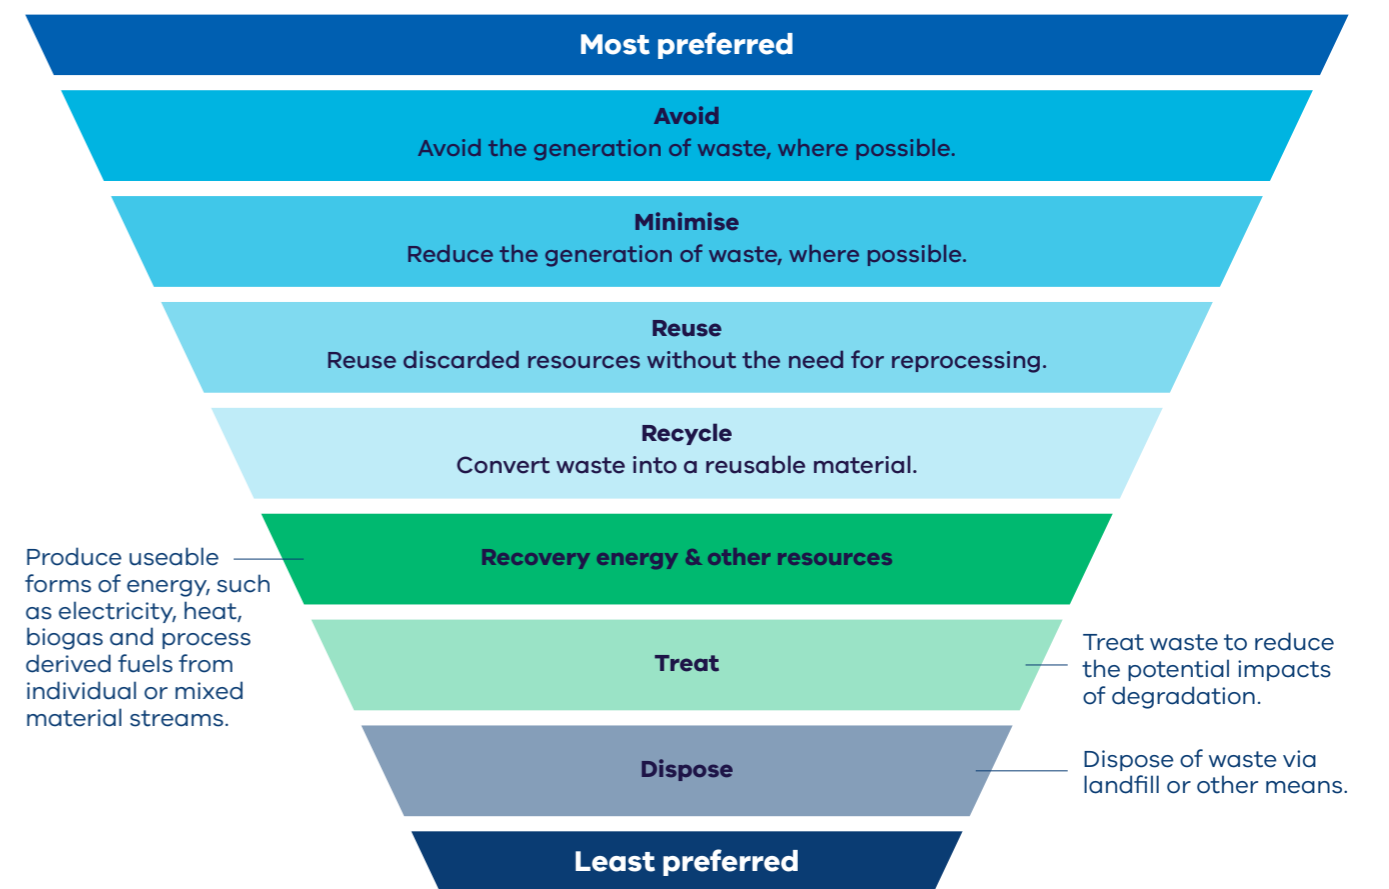 Most preferred
Avoid
Avoid the generation of waste, where possible.
Minimise
Reduce the generation of waste, where possible.
Reuse
Reuse discarded resources without the need for reprocessing.
Recycle
Convert waste into a reusable material.
Recovery energy & other resources
Produce useable
forms of energy, such
as electricity, heat,
biogas and process
derived fuels from
individual or mixed
material streams.
Treat
Treat waste to reduce
the potential impacts
of degradation.
Dispose
Dispose of waste via
landfill or other means.
Least preferred